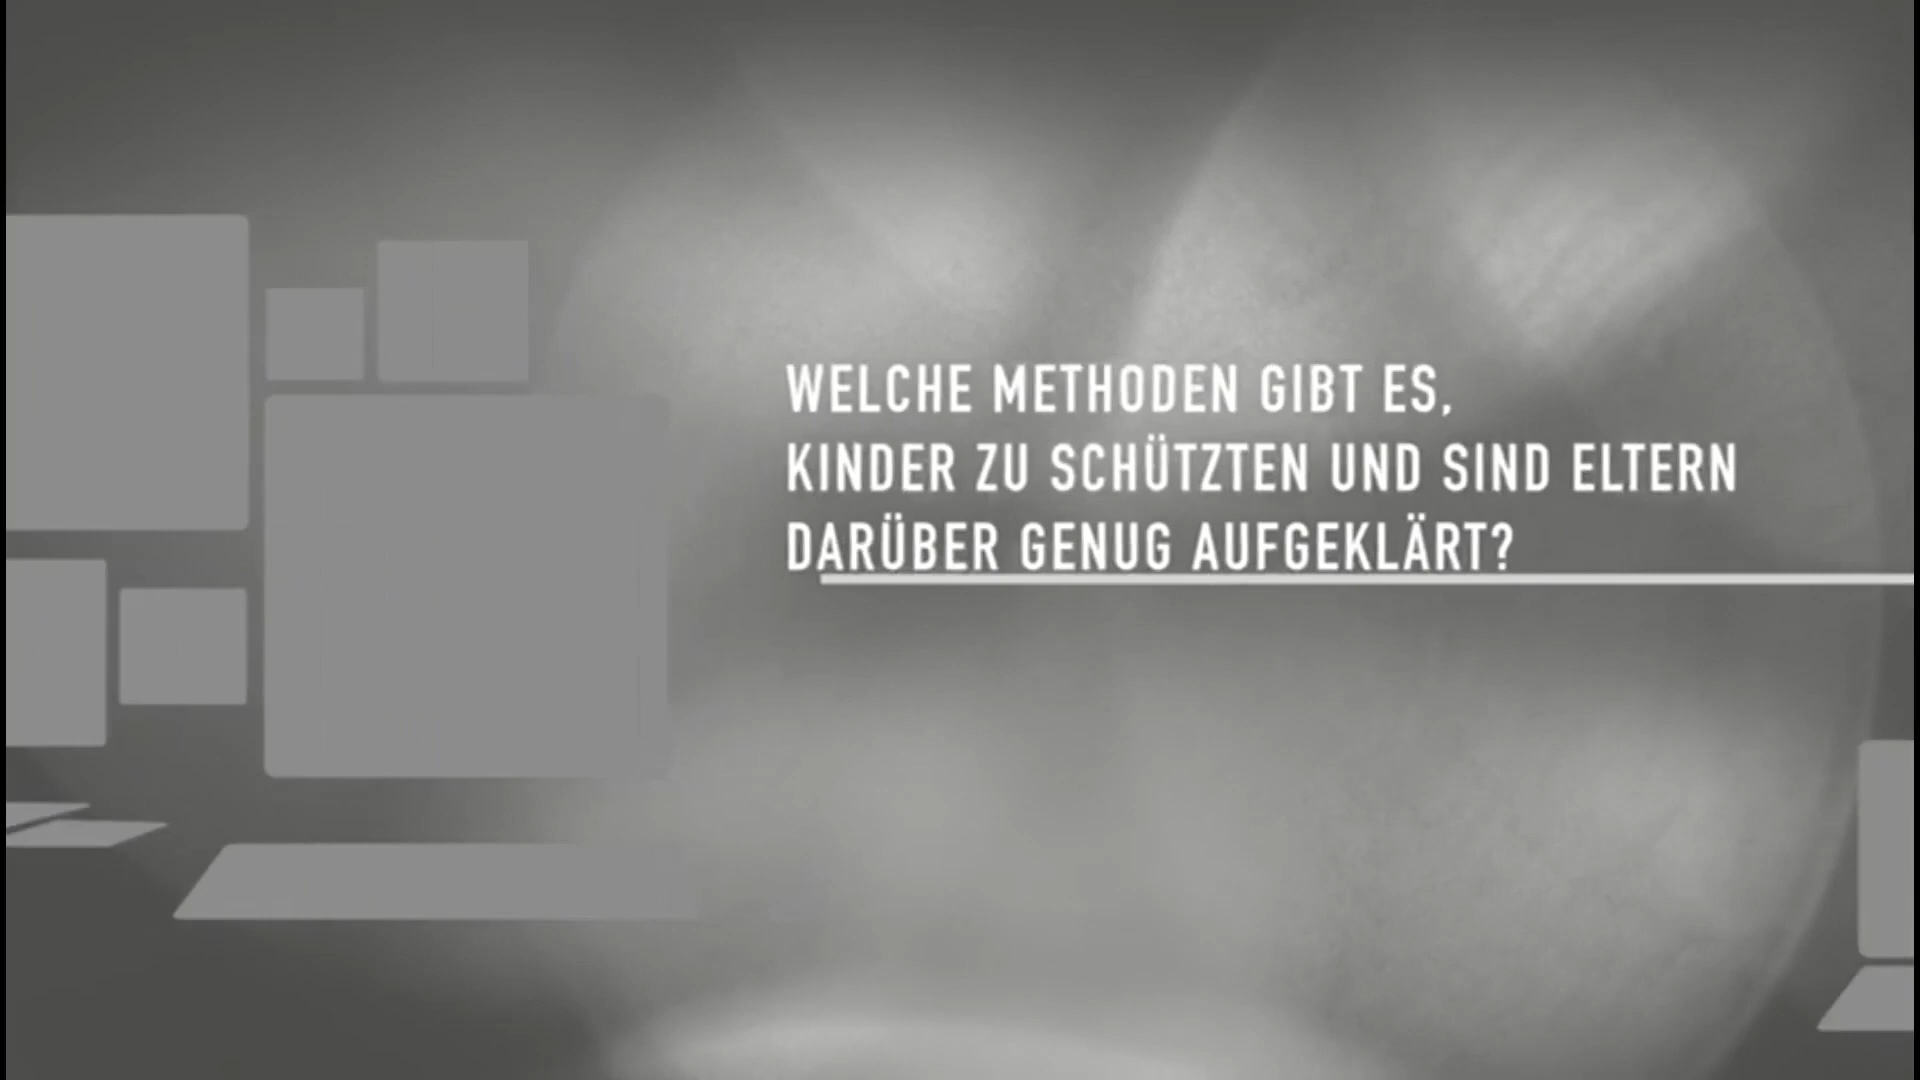 WELCHE METHODEN GIBT ES,
KINDER ZU SCHÜTZTEN UND SIND ELTERN
DARÜBER GENUG AUFGEKLÄRT?